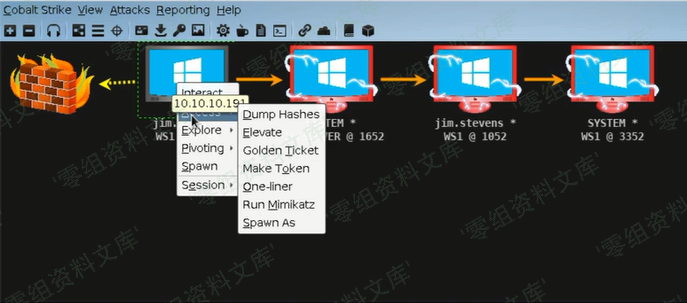 Cobalt Strike View Attacks Reporting Help
Interact
10.10.10.191
Access
Explore
Pivoting
Spawn
Session
Dump Hashes
Elevate
Golden Ticket
Make Token
One-liner
Run Mimikatz
Spawn As
jim.
WS1
TEM *
VER @ 1652
jim.stevens *
WS1 @ 1052
SYSTEM *
WS1 @ 3352
'零组资料文库'
'零组资料文库'
'零组资料文库'
'零组资料文库'
'零组资料文库'
'零组资料文库'